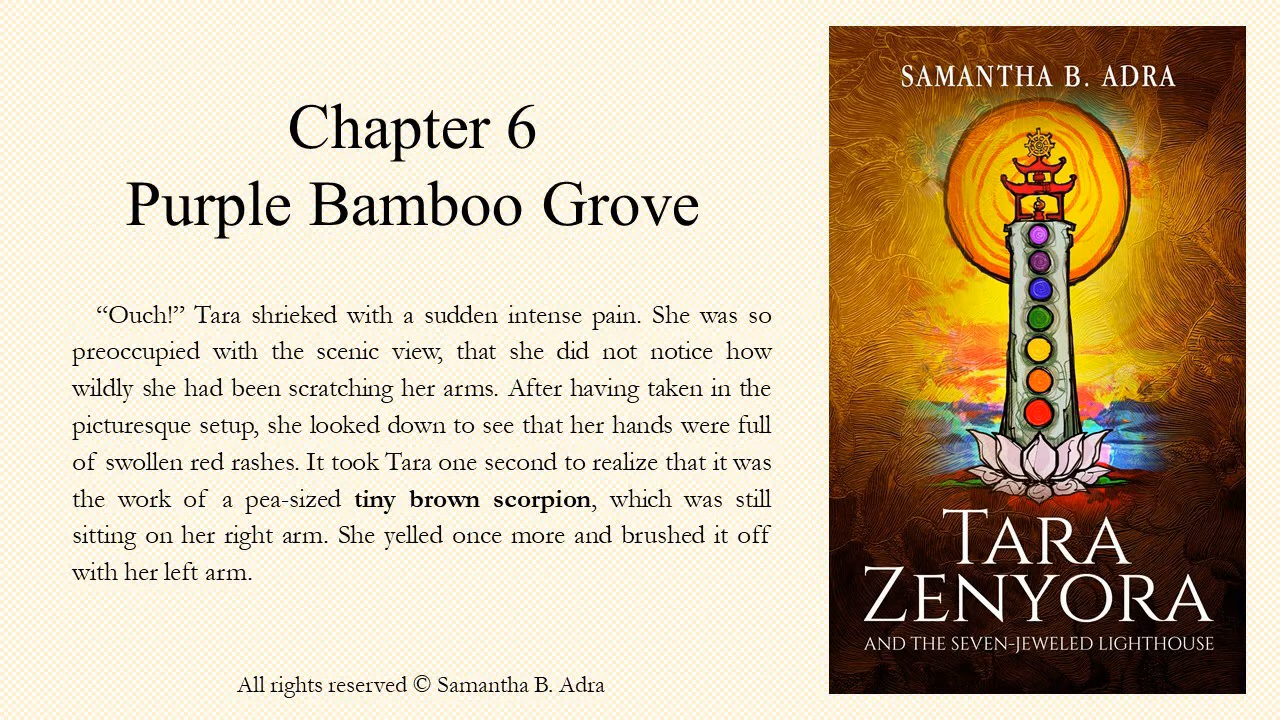 Chapter 6
Purple Bamboo Grove
“Ouch!” Tara shrieked with a sudden intense pain. She was so
preoccupied with the scenic view, that she did not notice how
wildly she had been scratching her arms. After having taken in the
picturesque setup, she looked down to see that her hands were full
of swollen red rashes. It took Tara one second to realize that it was
the work of a pea-sized tiny brown scorpion, which was still
sitting on her right arm. She yelled once more and brushed it off
with her left arm.
All rights reserved © Samantha B. Adra
SAMANTHA B. ADRA
TARA
ZENYORA
AND THE SEVEN-JEWELED LIGHTHOUSE